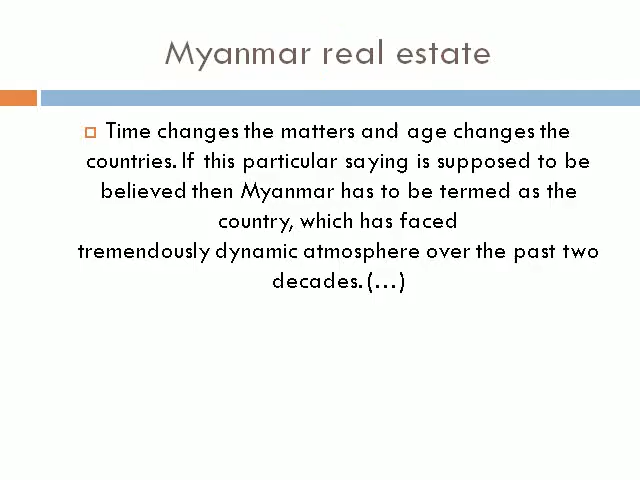 Myanmar real estate
Time changes the matters and age changes the
countries. If this particular saying is supposed to be
believed then Myanmar has to be termed as the
country, which has faced
tremendously dynamic atmosphere over the past two
decades. (…)